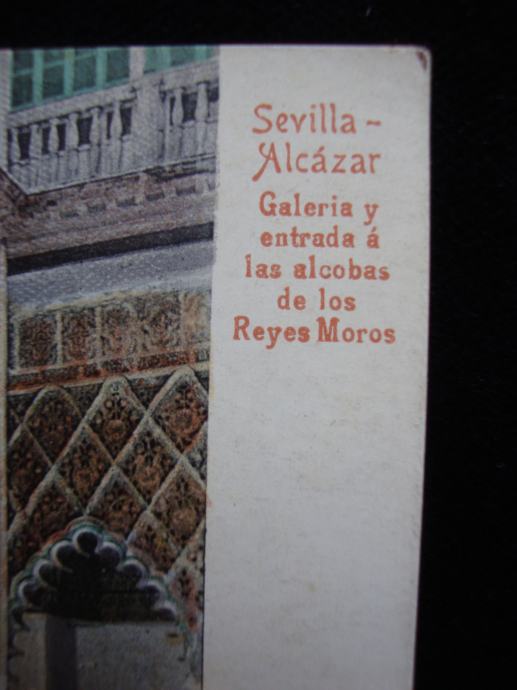 Sevilla -
Alcázar
Galeria y
entrada á
las alcobas
de los
Reyes Moros